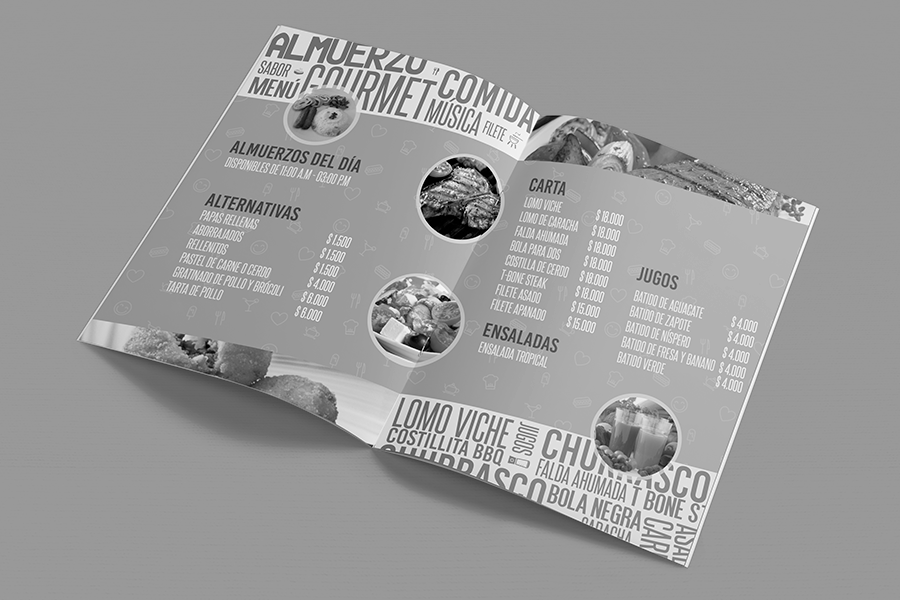 ALMUERZO
SABOR
GOURMET
COMIDA
MENÚ
MÚSICA
FILETE
ALMUERZOS DEL DÍA
DISPONIBLES DE 11:00 A.M - 03:00 P.M
ALTERNATIVAS
PAPAS RELLENAS $ 1.500
ABORRAJADOS $ 1.500
RELLENITOS $ 1.500
PASTEL DE CARNE O CERDO $ 4.000
GRATINADO DE POLLO Y BRÓCOLI $ 6.000
TARTA DE POLLO $ 6.000
CARTA
LOMO VICHE $ 18.000
LOMO DE CARACHA $ 18.000
FALDA AHUMADA $ 18.000
BOLA PARA DOS $ 18.000
COSTILLA DE CERDO $ 18.000
T-BONE STEAK $ 18.000
FILETE ASADO $ 15.000
FILETE APANADO $ 15.000
ENSALADAS
ENSALADA TROPICAL
JUGOS
BATIDO DE AGUACATE $ 4.000
BATIDO DE ZAPOTE $ 4.000
BATIDO DE NISPERO $ 4.000
BATIDO DE FRESA Y BANANO $ 4.000
BATIDO VERDE $ 4.000
LOMO VICHE
COSTILLITA BBQ
CHURRASCO
JUGOS
CHURRASCO
FALDA AHUMADA T BONE S
BOLA NEGRA
CARACHA
CAR
ASA